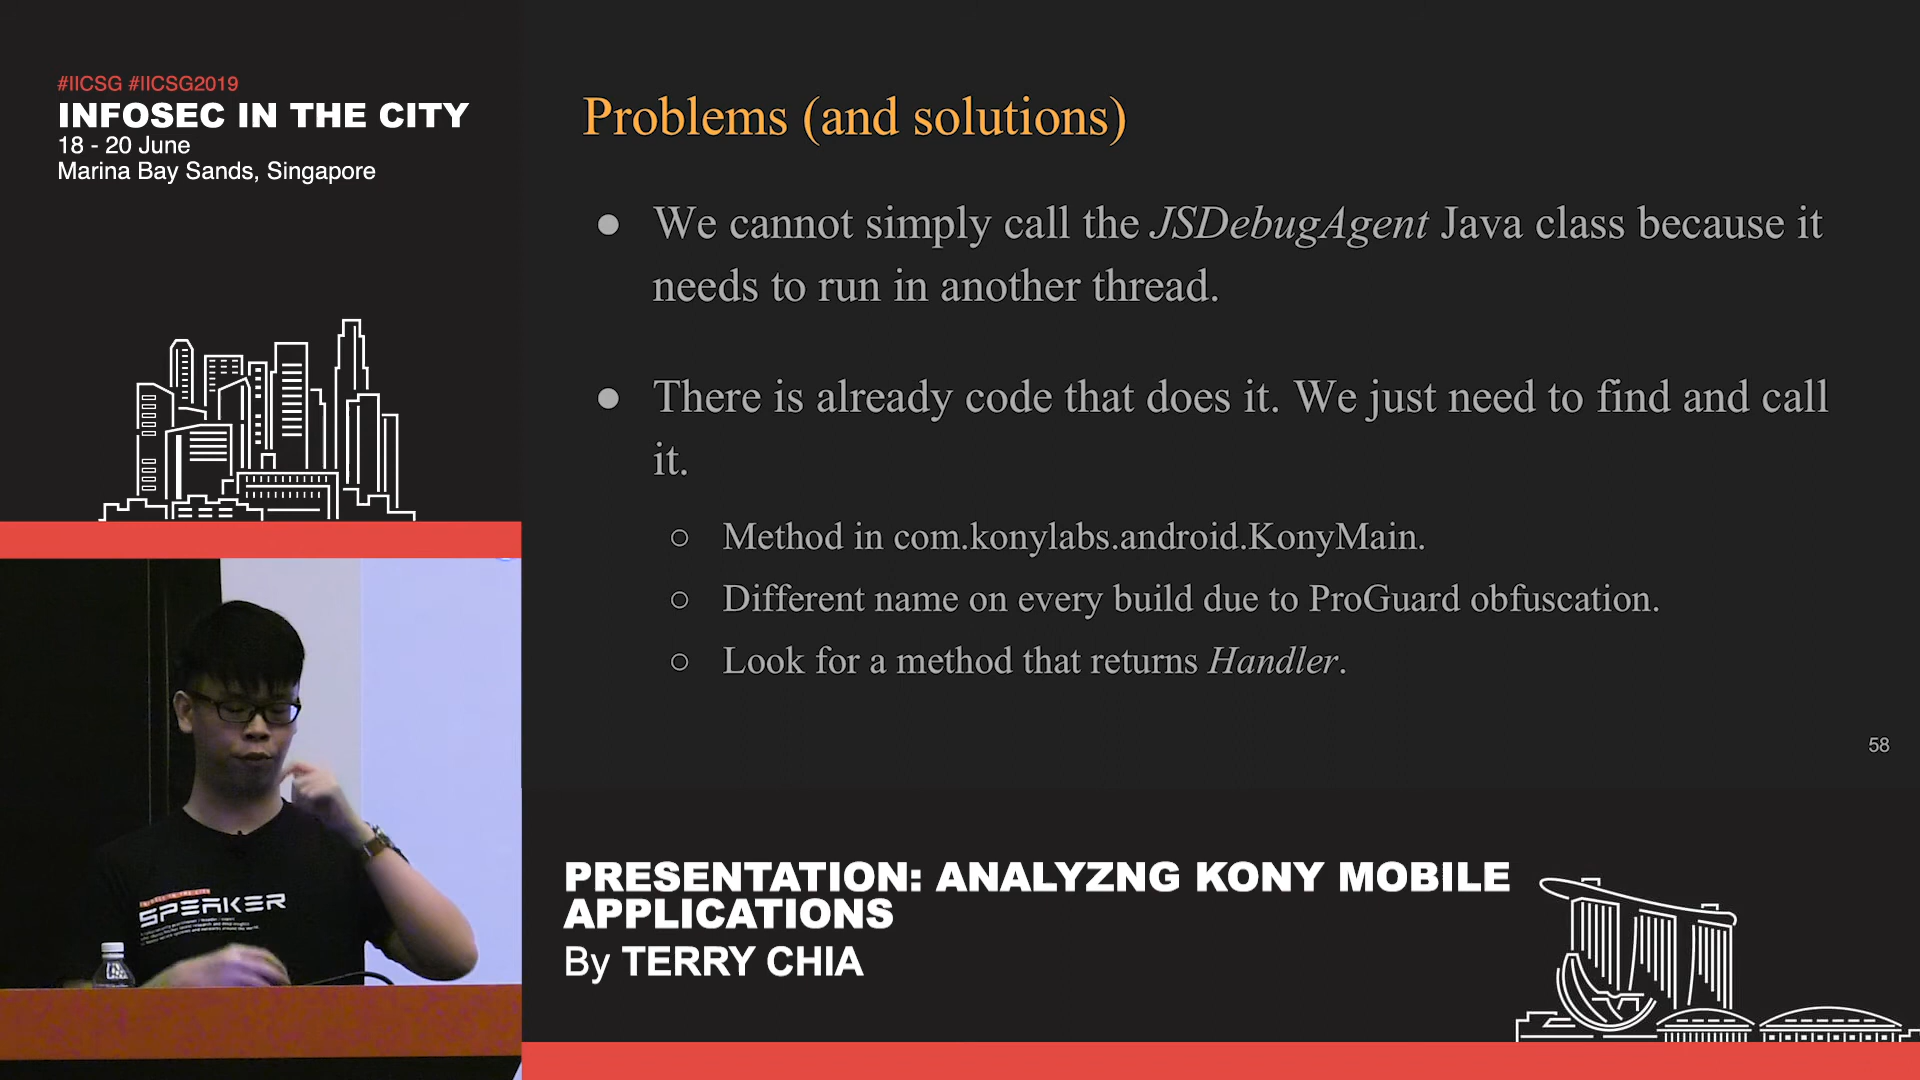 #IICSG #IICSG2019
INFOSEC IN THE CITY
18 - 20 June
Marina Bay Sands, Singapore
Problems (and solutions)
● We cannot simply call the JSDebugAgent Java class because it
needs to run in another thread.
● There is already code that does it. We just need to find and call
it.
○ Method in com.konylabs.android.KonyMain.
○ Different name on every build due to ProGuard obfuscation.
○ Look for a method that returns Handler.
58
SPEAKER
PRESENTATION: ANALYZNG KONY MOBILE
APPLICATIONS
By TERRY CHIA